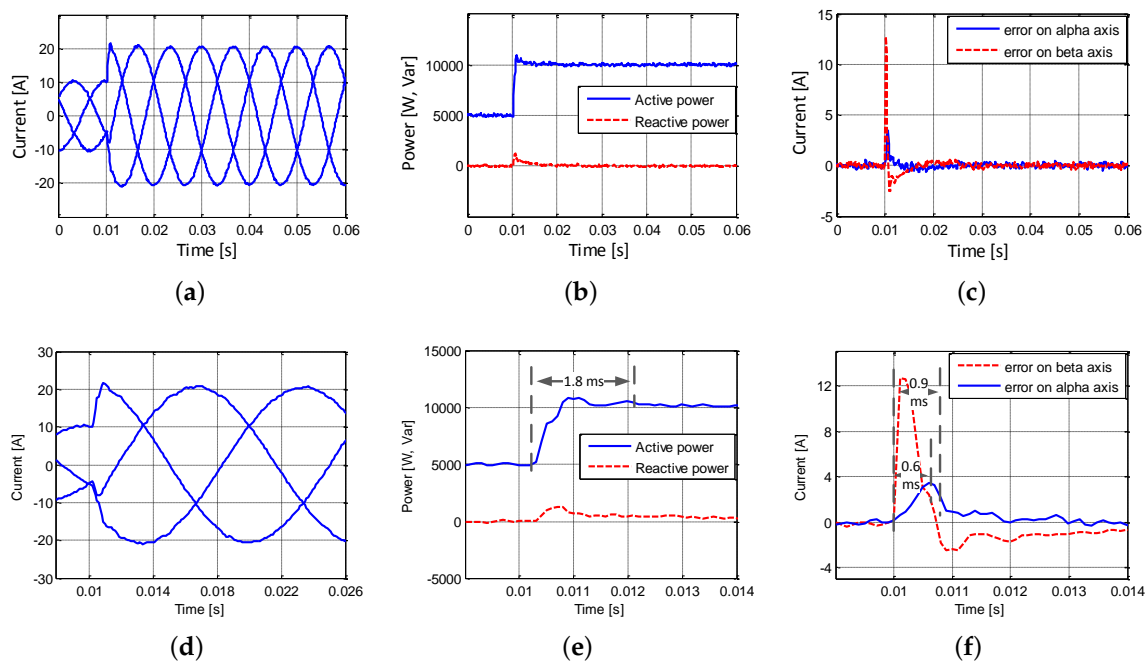 20
10
0
-10
-20
0 0.01 0.02 0.03 0.04 0.05 0.06
Time [s]
Current [A]
(a)
10000
5000
0
0 0.01 0.02 0.03 0.04 0.05 0.06
Time [s]
Power [W, Var]
Active power
Reactive power
(b)
15
10
5
0
-5
0 0.01 0.02 0.03 0.04 0.05 0.06
Time [s]
Current [A]
error on alpha axis
error on beta axis
(c)
30
20
10
0
-10
-20
-30
0.01 0.014 0.018 0.022 0.026
Time [s]
Current [A]
(d)
15000
10000
5000
0
-5000
0.01 0.011 0.012 0.013 0.014
Time [s]
Power [W, Var]
1.8 ms
Active power
Reactive power
(e)
12
8
4
0
-4
0.01 0.011 0.012 0.013 0.014
Time [s]
Current [A]
error on beta axis
error on alpha axis
0.9
ms
0.6
ms
(f)